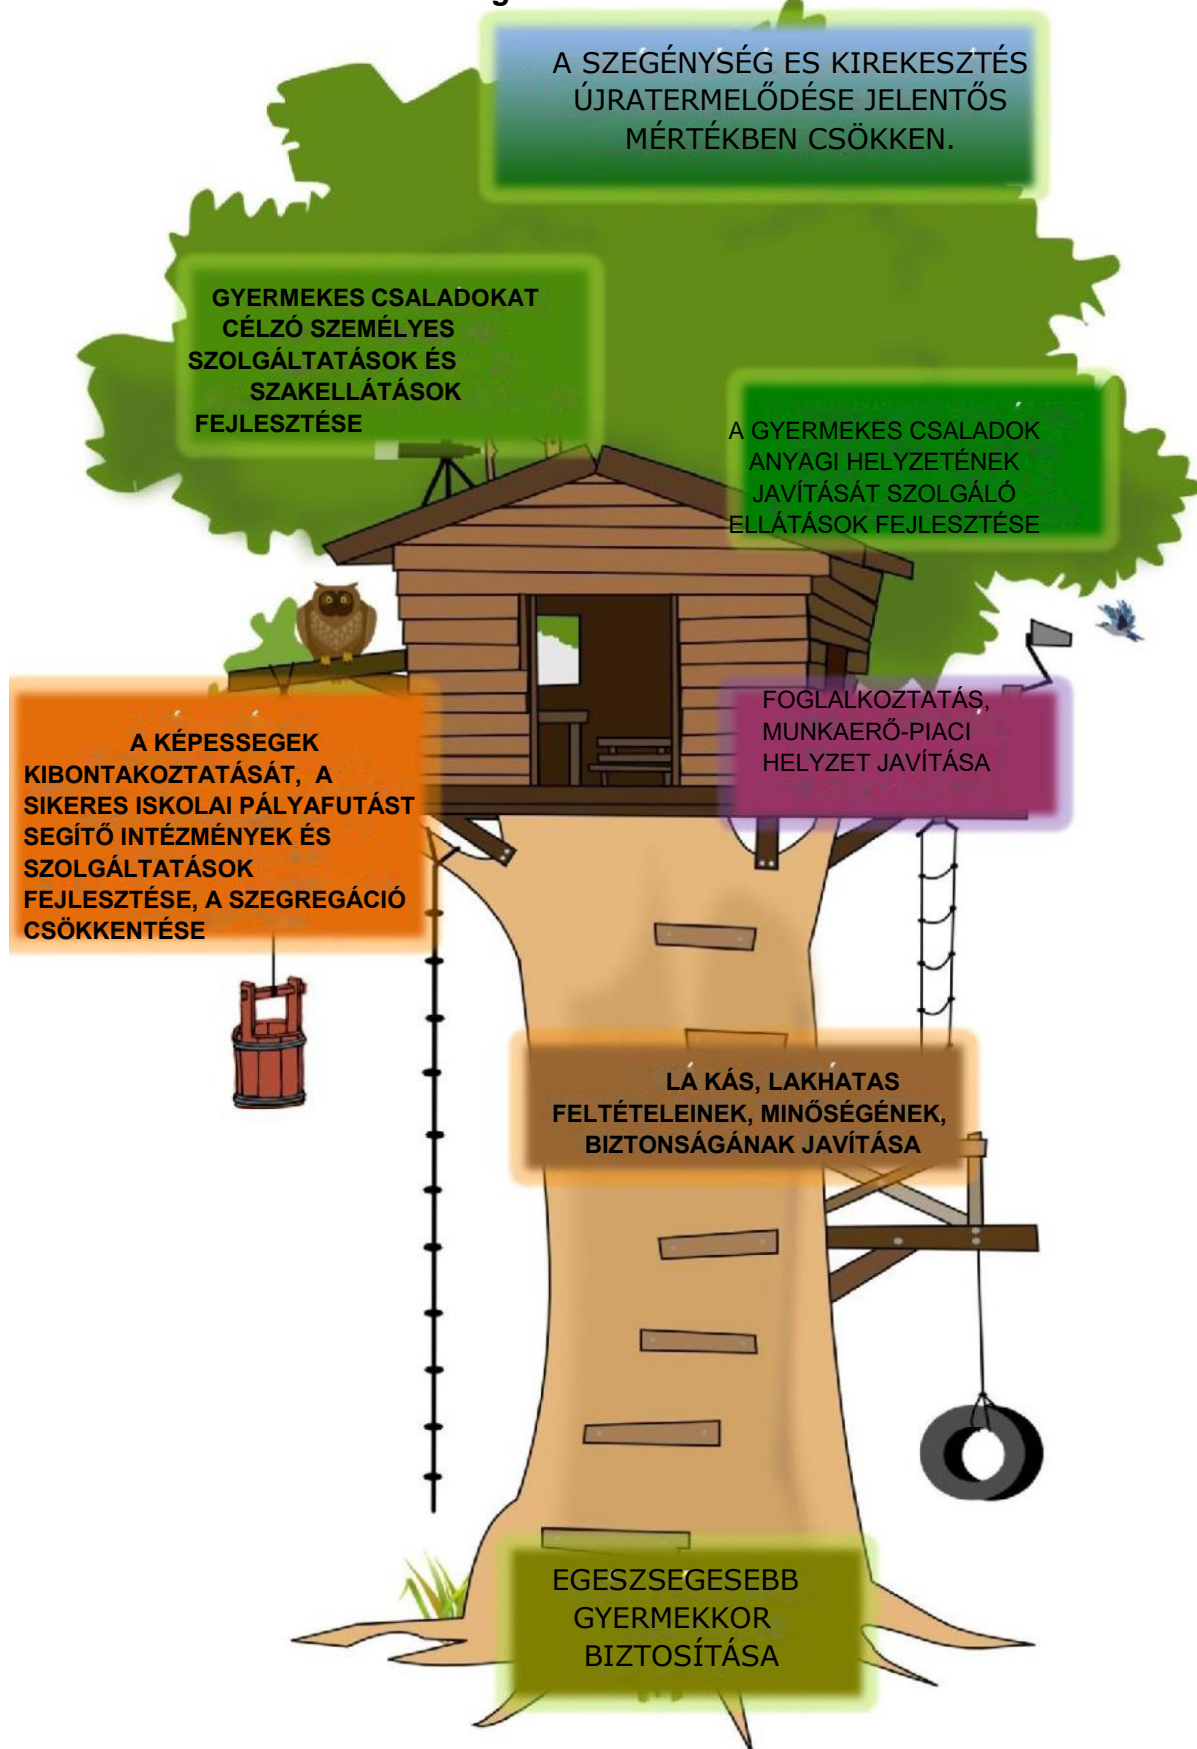 g
A SZEGÉNYSÉG ES KIREKESZTÉS
ÚJRATERMELŐDÉSE JELENTŐS
MÉRTÉKBEN CSÖKKEN.
GYERMEKES CSALADOKAT
CÉLZÓ SZEMÉLYES
SZOLGÁLTATÁSOK ÉS
SZAKELLÁTÁSOK
FEJLESZTÉSE
A GYERMEKES CSALADOK
ANYAGI HELYZETÉNEK
JAVÍTÁSÁT SZOLGÁLÓ
ELLÁTÁSOK FEJLESZTÉSE
FOGLALKOZTATÁS,
MUNKAERŐ-PIACI
HELYZET JAVÍTÁSA
A KÉPESSEGEK
KIBONTAKOZTATÁSÁT, A
SIKERES ISKOLAI PÁLYAFUTÁST
SEGÍTŐ INTÉZMÉNYEK ÉS
SZOLGÁLTATÁSOK
FEJLESZTÉSE, A SZEGREGÁCIÓ
CSÖKKENTÉSE
LA KÁS, LAKHATAS
FELTÉTELEINEK, MINŐSÉGÉNEK,
BIZTONSÁGÁNAK JAVÍTÁSA
EGESZSEGESEBB
GYERMEKKOR
BIZTOSÍTÁSA